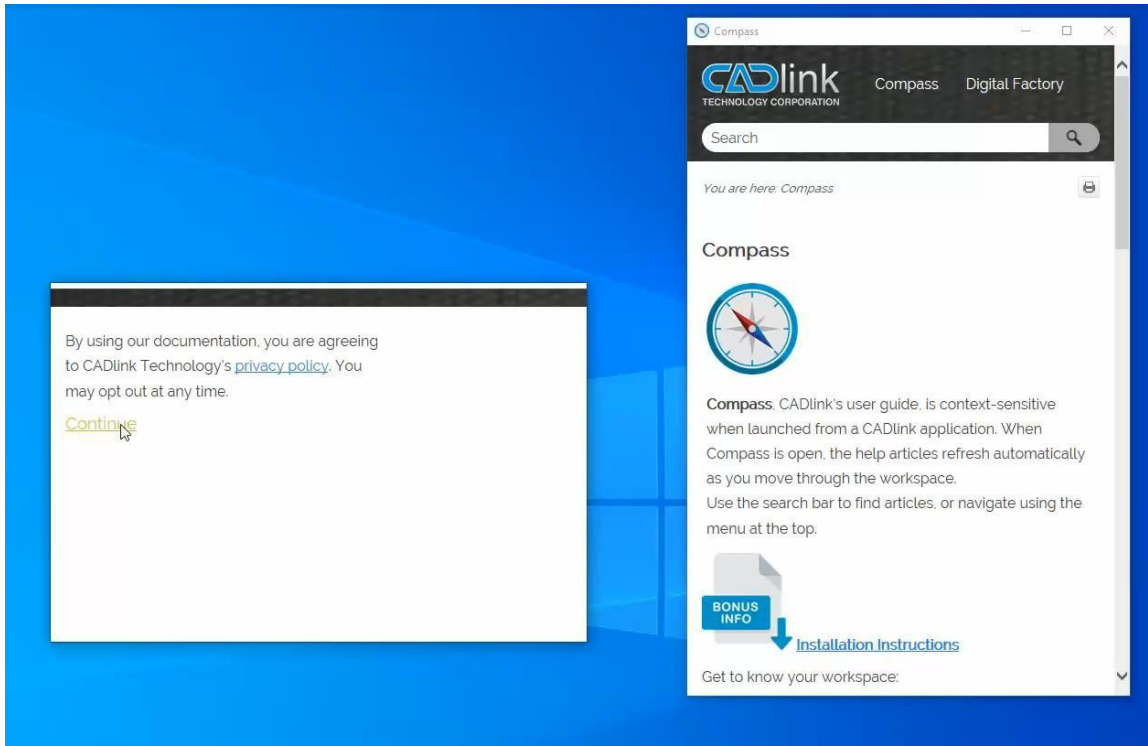 Compass
CADlink
TECHNOLOGY CORPORATION
Compass
Digital Factory
Search
You are here: Compass
Compass
Compass, CADlink's user guide, is context-sensitive
when launched from a CADlink application. When
Compass is open, the help articles refresh automatically
as you move through the workspace.
Use the search bar to find articles, or navigate using the
menu at the top.
BONUS
INFO
Installation Instructions
Get to know your workspace:
By using our documentation, you are agreeing
to CADlink Technology's privacy policy. You
may opt out at any time.
Continue